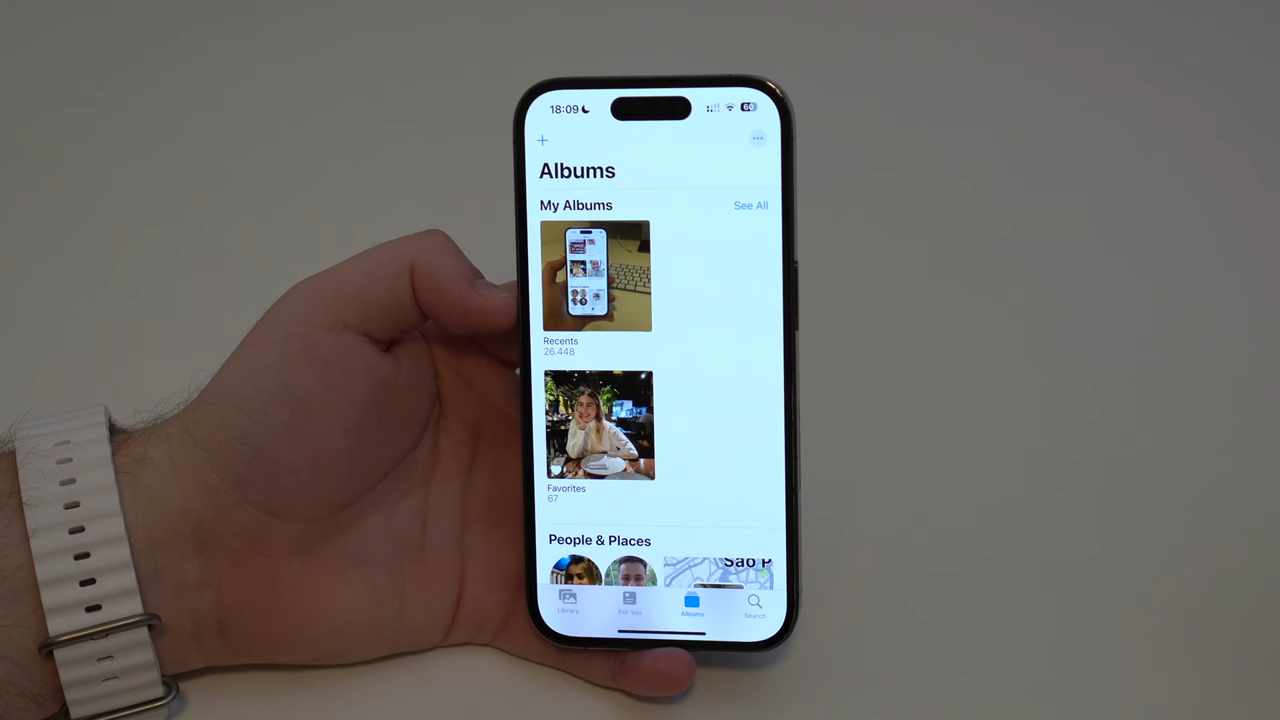 18:09
60
Albums
My Albums
See All
Recents
26.448
Favorites
67
People & Places
São P
Library
For You
Albums
Search